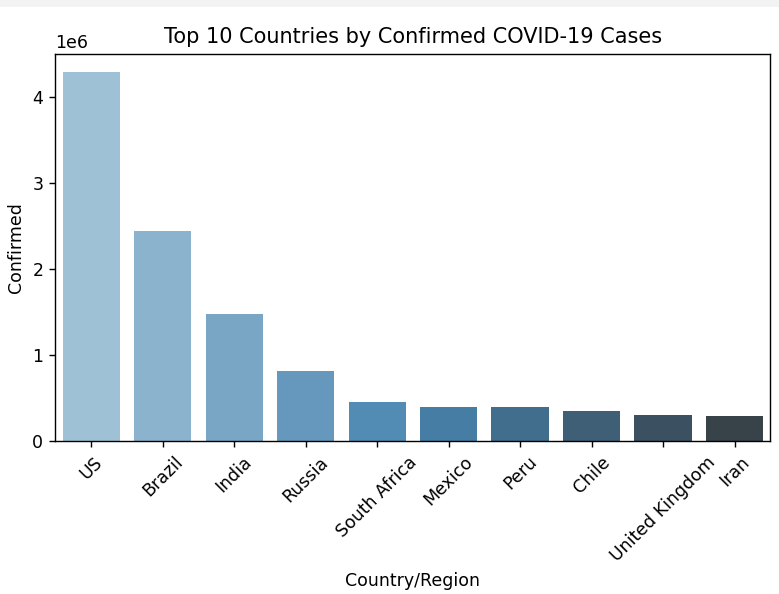 Top 10 Countries by Confirmed COVID-19 Cases
1e6
4
3
2
1
0
Confirmed
US
Brazil
India
Russia
South Africa
Mexico
Peru
Chile
United Kingdom
Iran
Country/Region